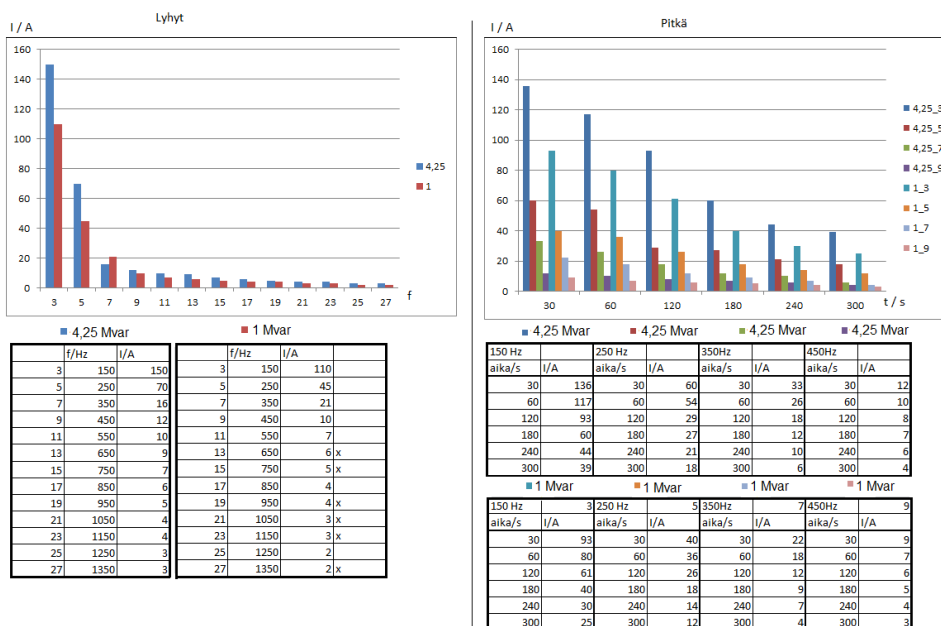 Lyhyt
I / A
160
140
120
100
80
60
40
20
0
3 5 7 9 11 13 15 17 19 21 23 25 27 f
4,25
1
4,25 Mvar 1 Mvar
f/Hz I/A f/Hz I/A
3 150 150 3 150 110
5 250 70 5 250 45
7 350 16 7 350 21
9 450 12 9 450 10
11 550 10 11 550 7
13 650 9 13 650 6 x
15 750 7 15 750 5 x
17 850 6 17 850 4
19 950 5 19 950 4 x
21 1050 4 21 1050 3 x
23 1150 4 23 1150 3 x
25 1250 3 25 1250 2
27 1350 3 27 1350 2 x
Pitkä
I / A
160
140
120
100
80
60
40
20
0
30 60 120 180 240 300 t / s
4,25_3
4,25_5
4,25_7
4,25_9
1_3
1_5
1_7
1_9
4,25 Mvar 4,25 Mvar 4,25 Mvar 4,25 Mvar
150 Hz 250 Hz 350Hz 450Hz
aika/s I/A aika/s I/A aika/s I/A aika/s I/A
30 136 30 60 30 33 30 12
60 117 60 54 60 26 60 10
120 93 120 29 120 18 120 8
180 60 180 27 180 12 180 7
240 44 240 21 240 10 240 6
300 39 300 18 300 6 300 4
1 Mvar 1 Mvar 1 Mvar 1 Mvar
150 Hz 3 250 Hz 5 350Hz 7 450Hz 9
aika/s I/A aika/s I/A aika/s I/A aika/s I/A
30 93 30 40 30 22 30 9
60 80 60 36 60 18 60 7
120 61 120 26 120 12 120 6
180 40 180 18 180 9 180 5
240 30 240 14 240 7 240 4
300 25 300 12 300 4 300 3